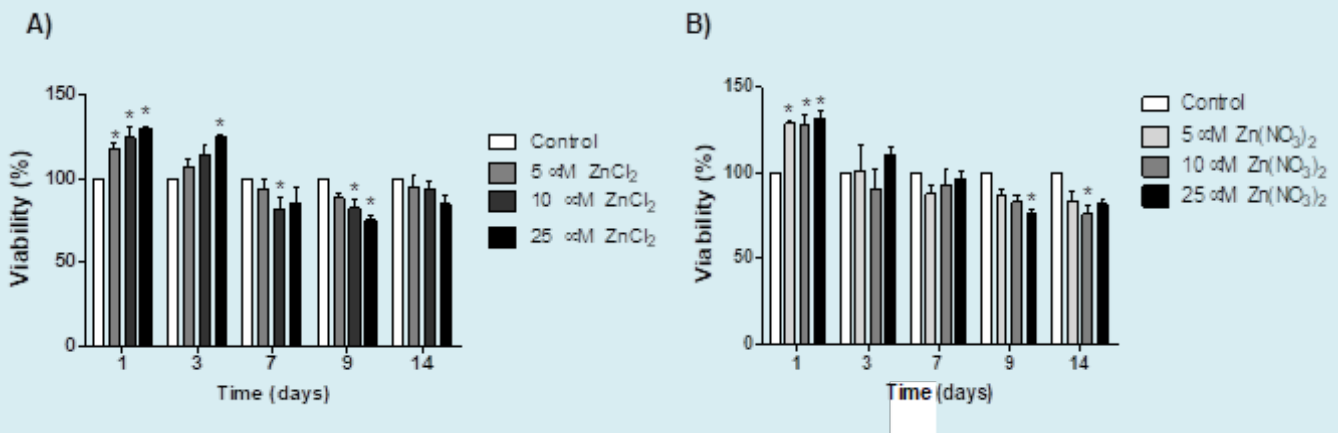 A)
150
100
50
0
Viability (%)
* * *
*
*
* *
1 3 7 9 14
Time (days)
Control
5 ∝M ZnCl2
10 ∝M ZnCl2
25 ∝M ZnCl2
B)
150
100
50
0
Viability (%)
* * *
*
*
1 3 7 9 14
Time (days)
Control
5 ∝M Zn(NO3)2
10 ∝M Zn(NO3)2
25 ∝M Zn(NO3)2